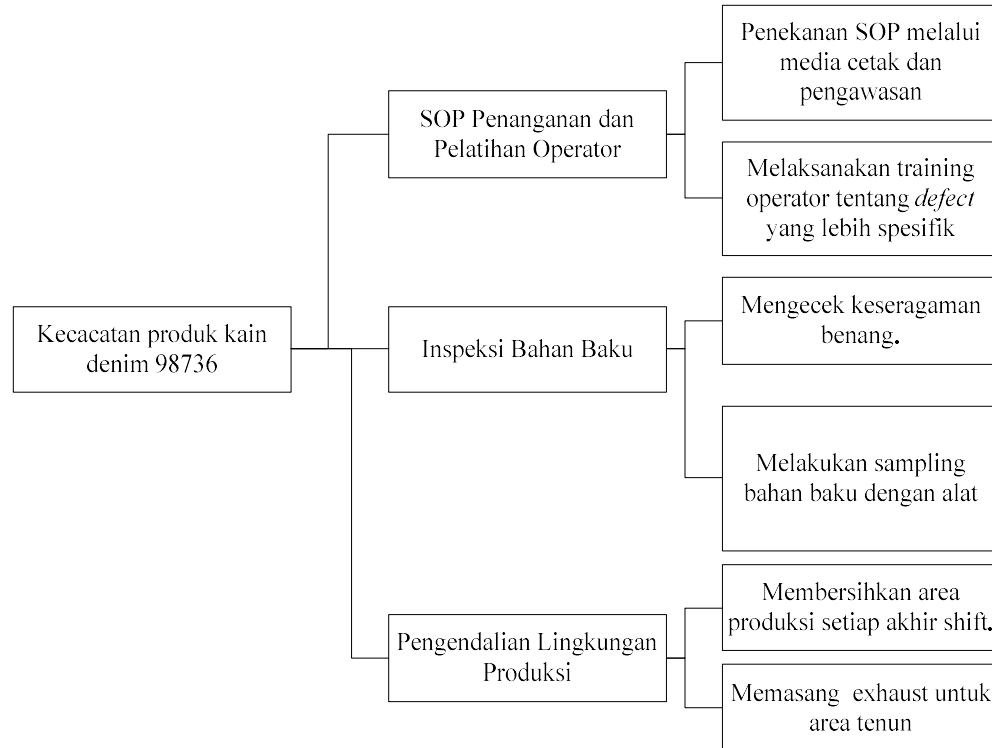 Kecacatan produk kain
denim 98736
SOP Penanganan dan
Pelatihan Operator
Penekanan SOP melalui
media cetak dan
pengawasan
Melaksanakan training
operator tentang defect
yang lebih spesifik
Inspeksi Bahan Baku
Mengecek keseragaman
benang.
Melakukan sampling
bahan baku dengan alat
Pengendalian Lingkungan
Produksi
Membersihkan area
produksi setiap akhir shift.
Memasang  exhaust untuk
area tenun